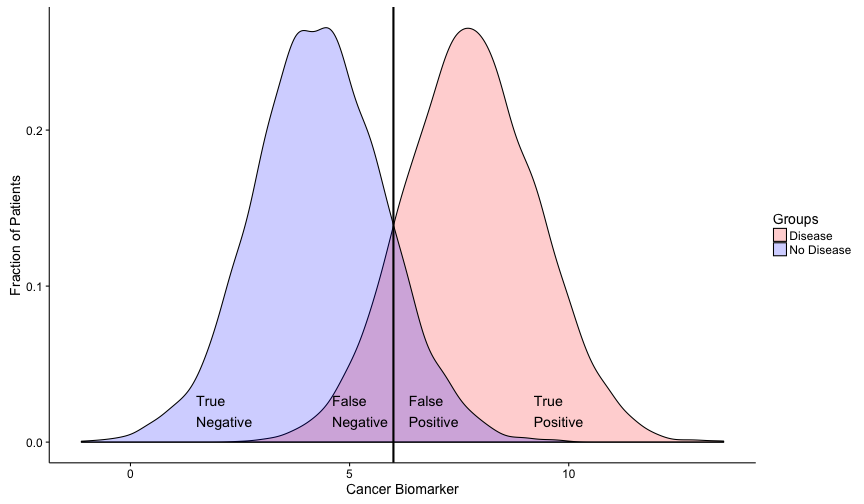 0.2
0.1
0.0
Fraction of Patients
True
Negative
False
Negative
False
Positive
True
Positive
0
5
10
Cancer Biomarker
Groups
Disease
No Disease